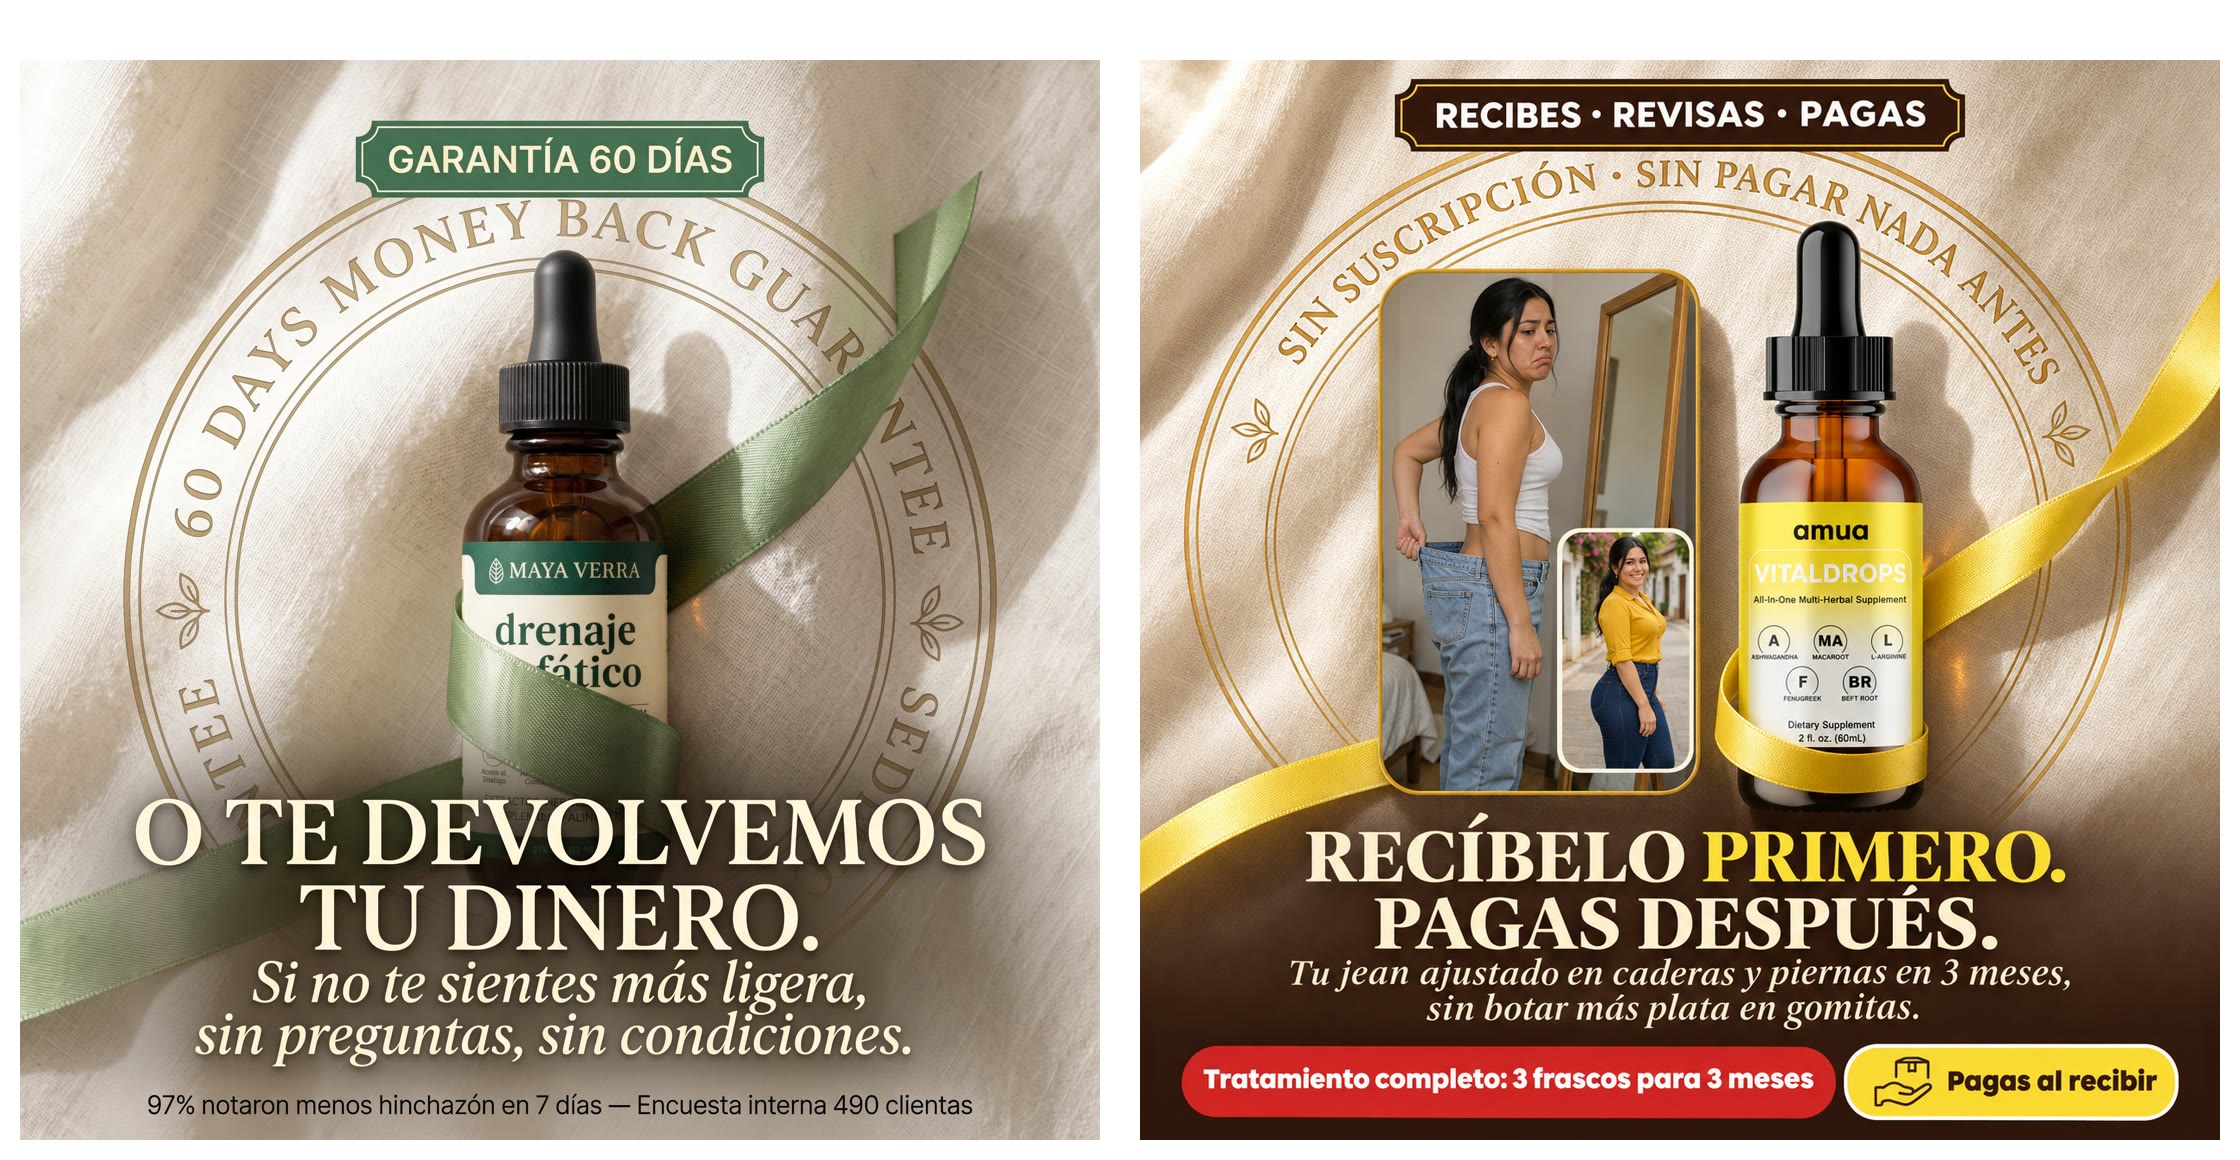 GARANTÍA 60 DÍAS
60 DAYS MONEY BACK GUAR NTEE
SED
NTEE
MAYA VERRA
drenaje
fático
O TE DEVOLVEMOS
TU DINERO.
Si no te sientes más ligera,
sin preguntas, sin condiciones.
97% notaron menos hinchazón en 7 días — Encuesta interna 490 clientas
RECIBES • REVISAS • PAGAS
SIN SUSCRIPCIÓN • SIN PAGAR NADA ANTES
amua
VITALDROPS
All-In-One Multi-Herbal Supplement
A
MA
L
ASHWAGANDHA
MACAROOT
L-ARGININE
F
BR
FENUGREEK
BEFT ROOT
Dietary Supplement
2 fl. oz. (60mL)
RECÍBELO PRIMERO.
PAGAS DESPUÉS.
Tu jean ajustado en caderas y piernas en 3 meses,
sin botar más plata en gomitas.
Tratamiento completo: 3 frascos para 3 meses
Pagas al recibir